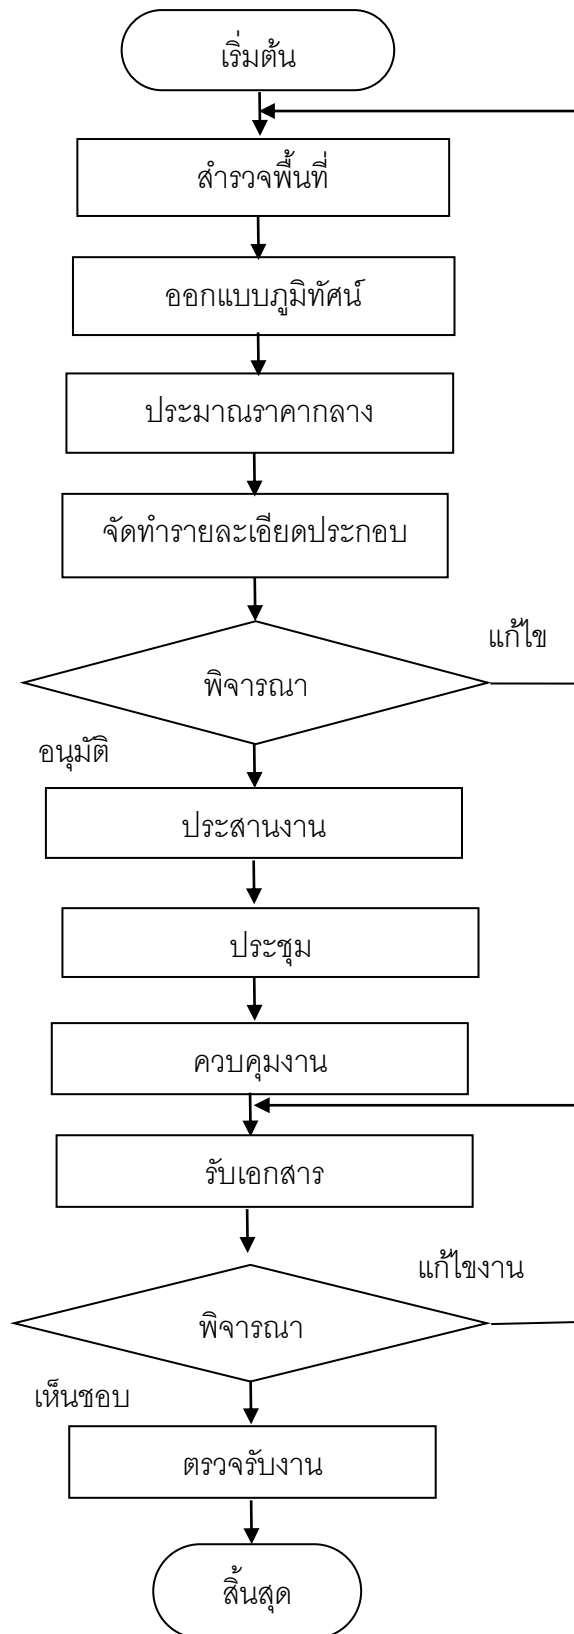 เริ่มต้น
สำรวจพื้นที่
ออกแบบภูมิทัศน์
ประมาณราคากลาง
จัดทำรายละเอียดประกอบ
แก้ไข
พิจารณา
อนุมัติ
ประสานงาน
ประชุม
ควบคุมงาน
รับเอกสาร
แก้ไขงาน
พิจารณา
เห็นชอบ
ตรวจรับงาน
สิ้นสุด